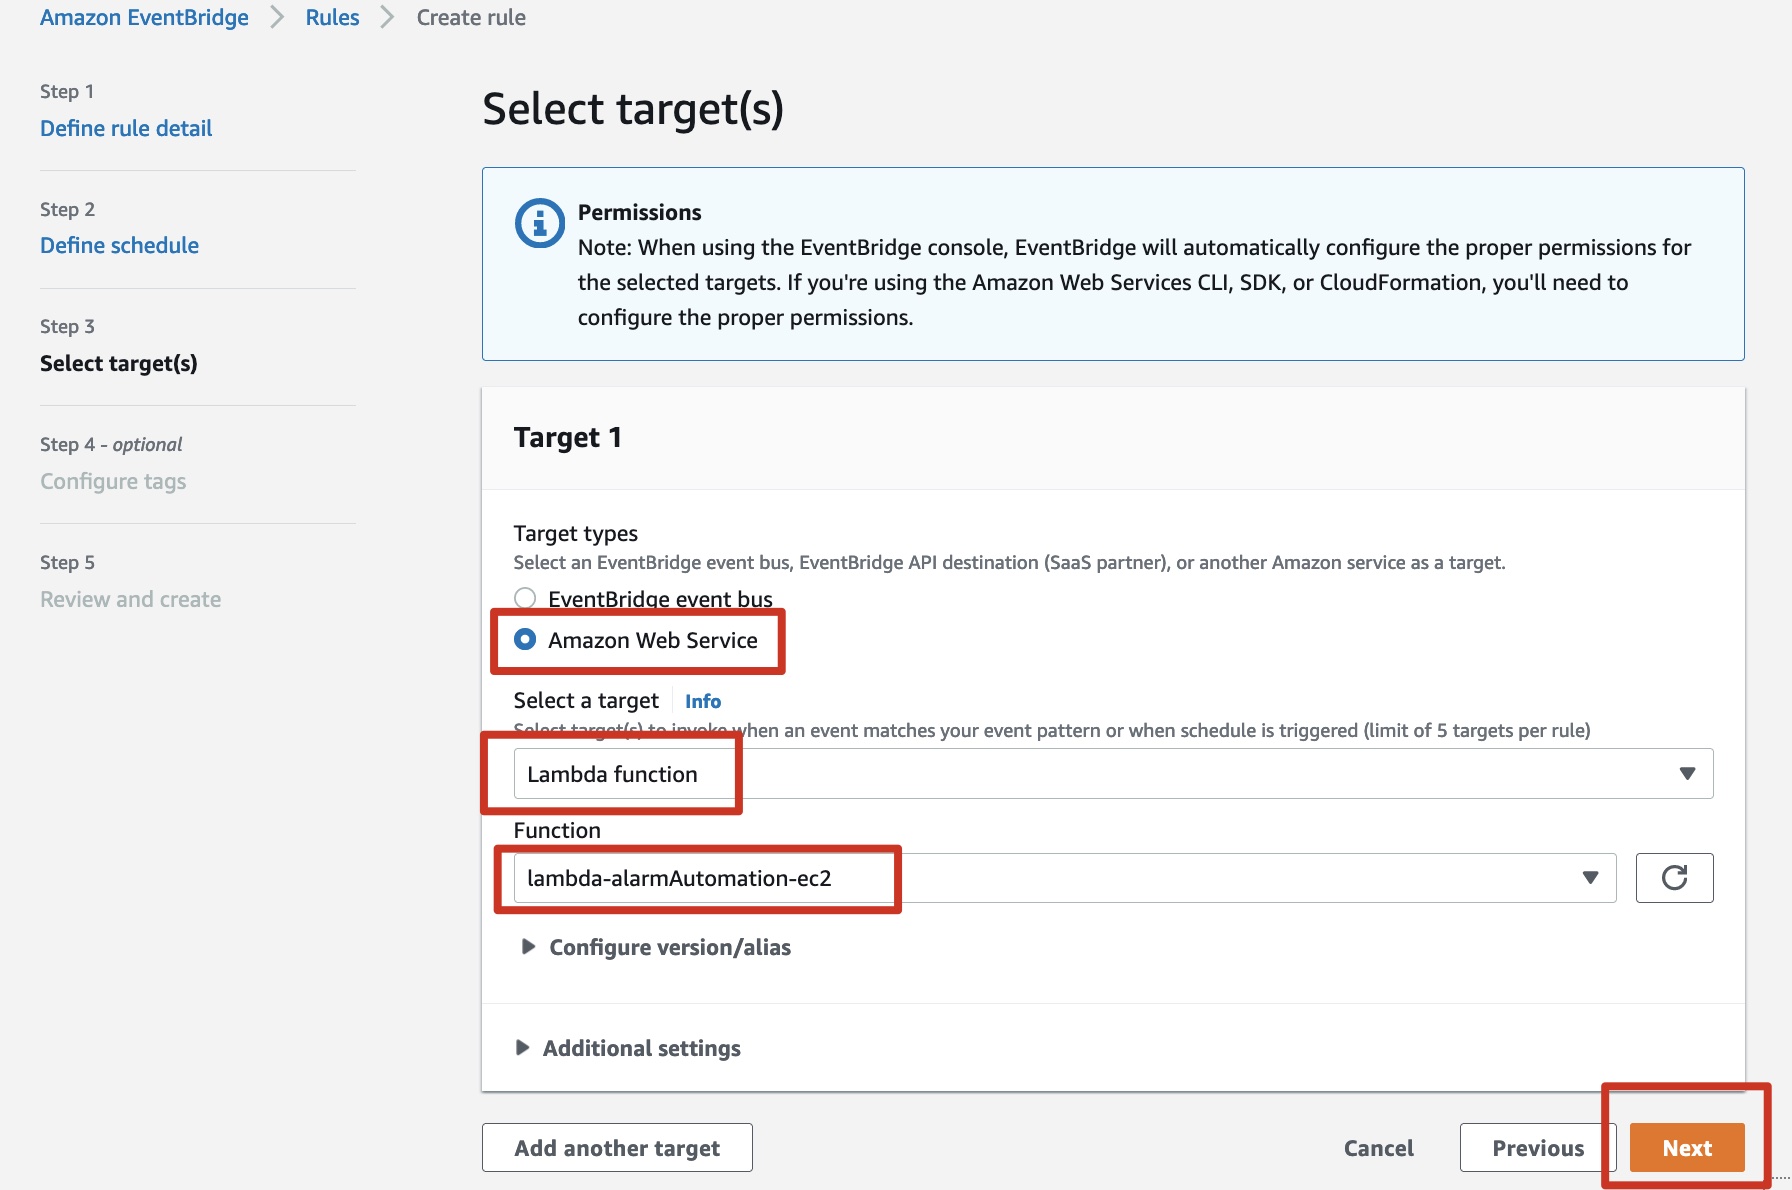 Amazon EventBridge > Rules > Create rule
Step 1
Define rule detail
Step 2
Define schedule
Step 3
Select target(s)
Step 4 - optional
Configure tags
Step 5
Review and create
Select target(s)
Permissions
Note: When using the EventBridge console, EventBridge will automatically configure the proper permissions for
the selected targets. If you're using the Amazon Web Services CLI, SDK, or CloudFormation, you'll need to
configure the proper permissions.
Target 1
Target types
Select an EventBridge event bus, EventBridge API destination (SaaS partner), or another Amazon service as a target.
EventBridge event bus
Amazon Web Service
Select a target Info
Select target(s) to invoke when an event matches your event pattern or when schedule is triggered (limit of 5 targets per rule)
Lambda function
Function
lambda-alarmAutomation-ec2
Configure version/alias
Additional settings
Add another target
Cancel
Previous
Next